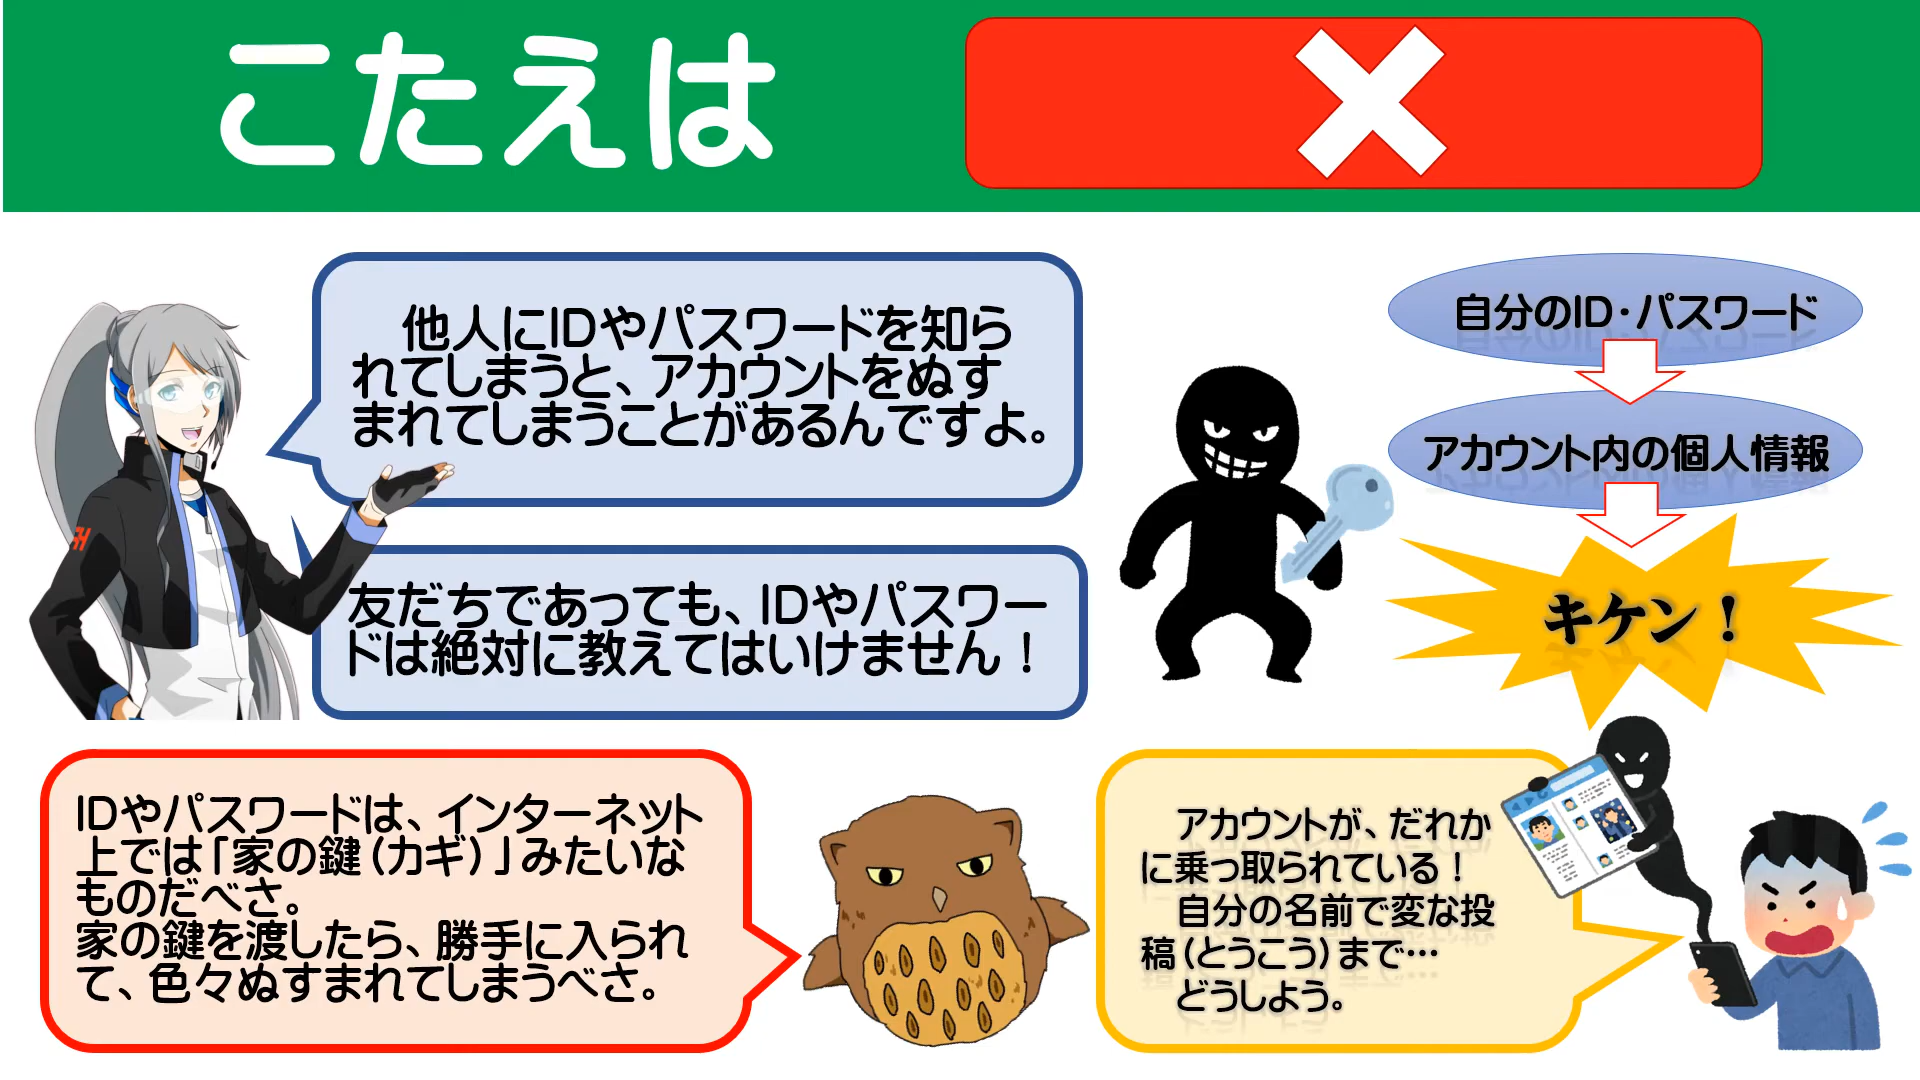 こたえは
他人にIDやパスワードを知ら
れてしまうと、アカウントをぬす
まれてしまうことがあるんですよ。
友だちであっても、IDやパスワー
ドは絶対に教えてはいけません！
自分のID・パスワード
アカウント内の個人情報
キケン！
IDやパスワードは、インターネット
上では「家の鍵（カギ）」みたいな
ものだべさ。
家の鍵を渡したら、勝手に入られ
て、色々ぬすまれてしまうべさ。
アカウントが、だれか
に乗っ取られている！
自分の名前で変な投
稿（とうこう）まで…
どうしよう。